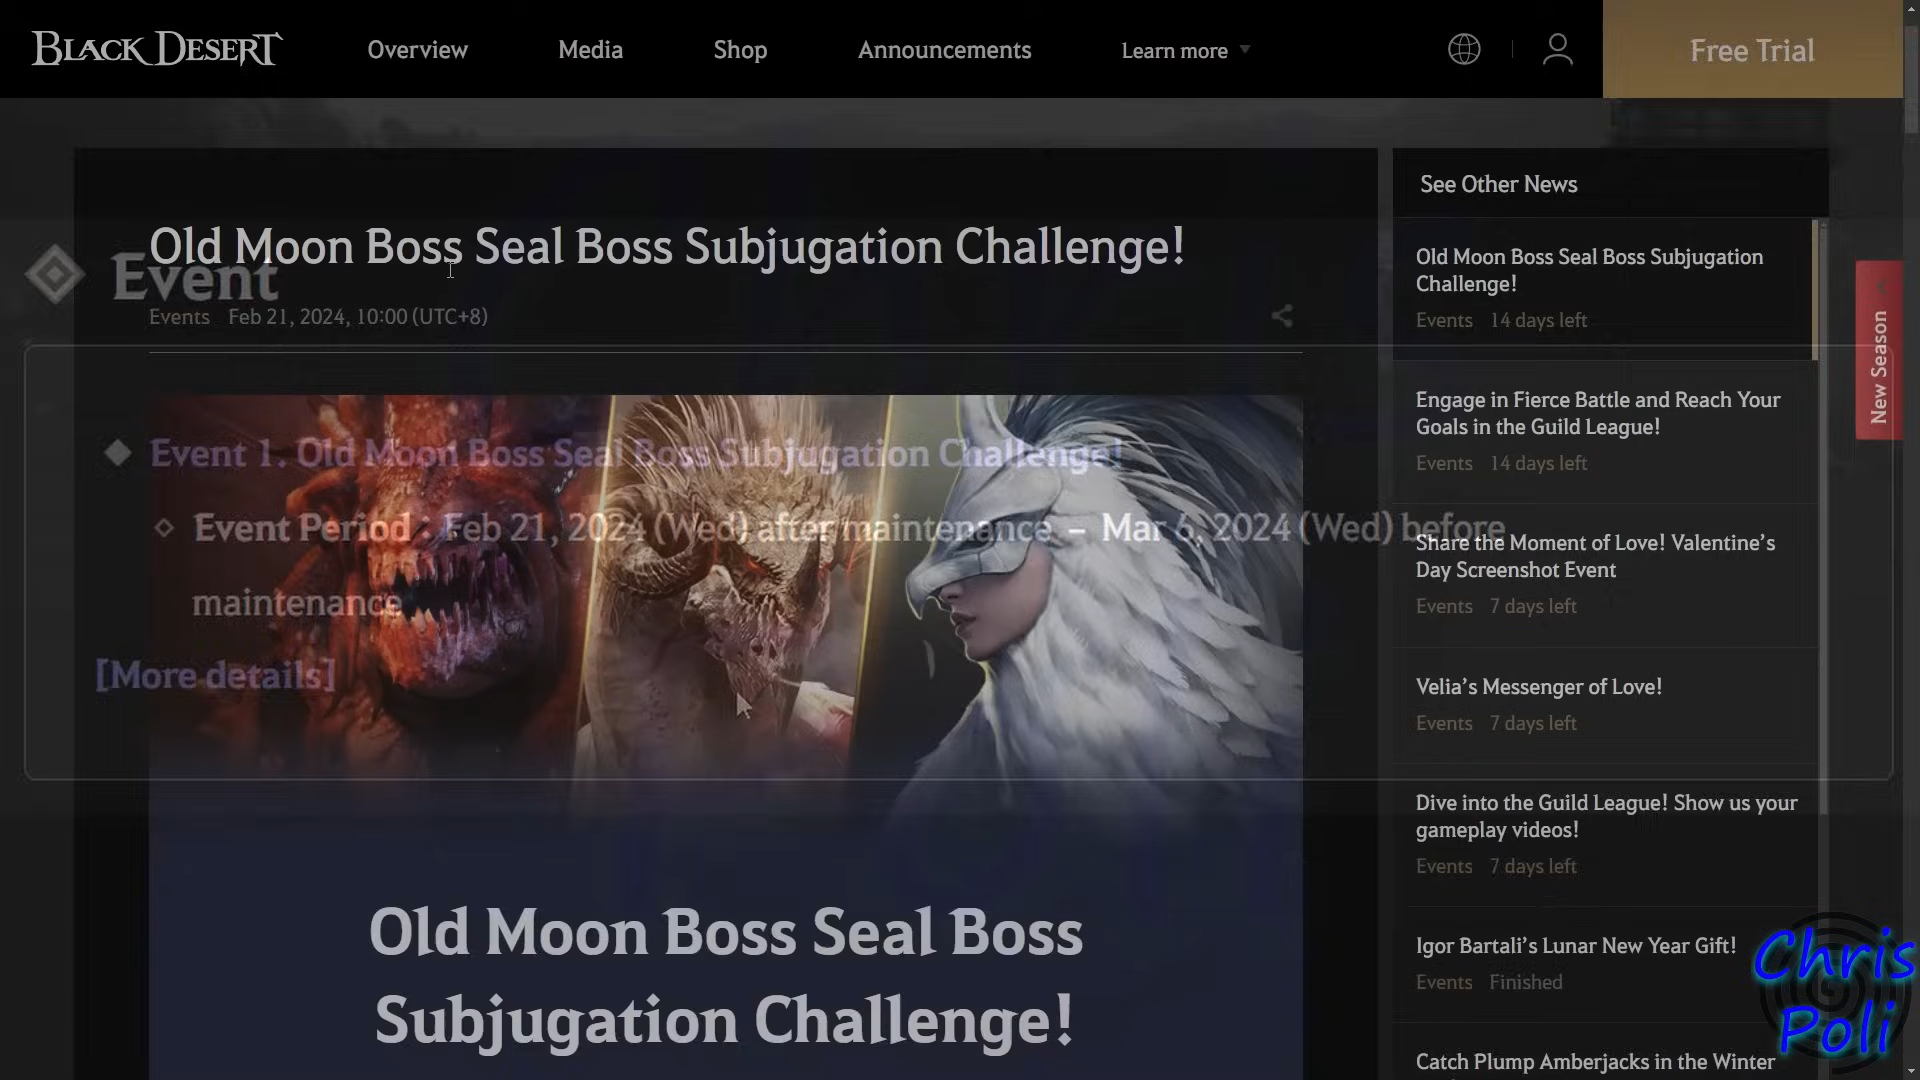 BLACK DESERT
Overview
Media
Shop
Announcements
Learn more
Free Trial
Old Moon Boss Seal Boss Subjugation Challenge!
Event
Events Feb 21, 2024, 10:00 (UTC+8)
Event 1. Old Moon Boss Seal Boss Subjugation Challenge!
Event Period : Feb 21, 2024 (Wed) after maintenance – Mar 6, 2024 (Wed) before
maintenance
[More details]
Old Moon Boss Seal Boss
Subjugation Challenge!
See Other News
Old Moon Boss Seal Boss Subjugation
Challenge!
Events 14 days left
Engage in Fierce Battle and Reach Your
Goals in the Guild League!
Events 14 days left
Share the Moment of Love! Valentine’s
Day Screenshot Event
Events 7 days left
Velia’s Messenger of Love!
Events 7 days left
Dive into the Guild League! Show us your
gameplay videos!
Events 7 days left
Igor Bartali’s Lunar New Year Gift!
Events Finished
Catch Plump Amberjacks in the Winter
New Season
Chris
Poli